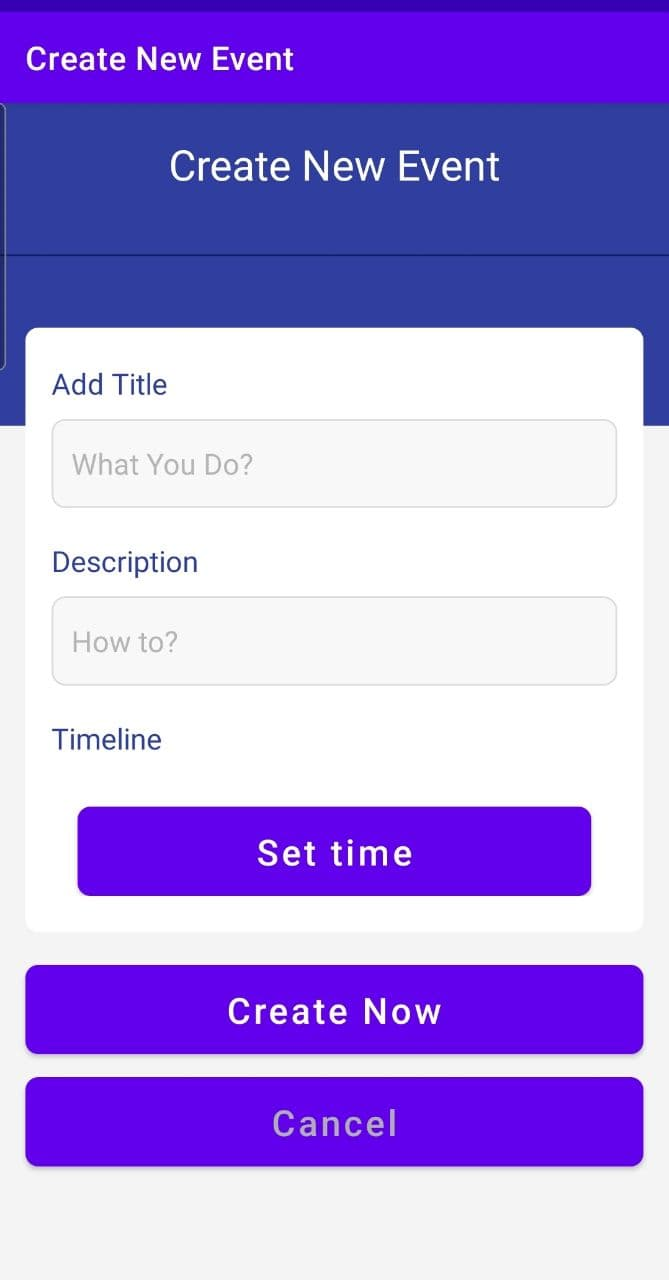 Create New Event
Create New Event
Add Title
What You Do?
Description
How to?
Timeline
Set time
Create Now
Cancel